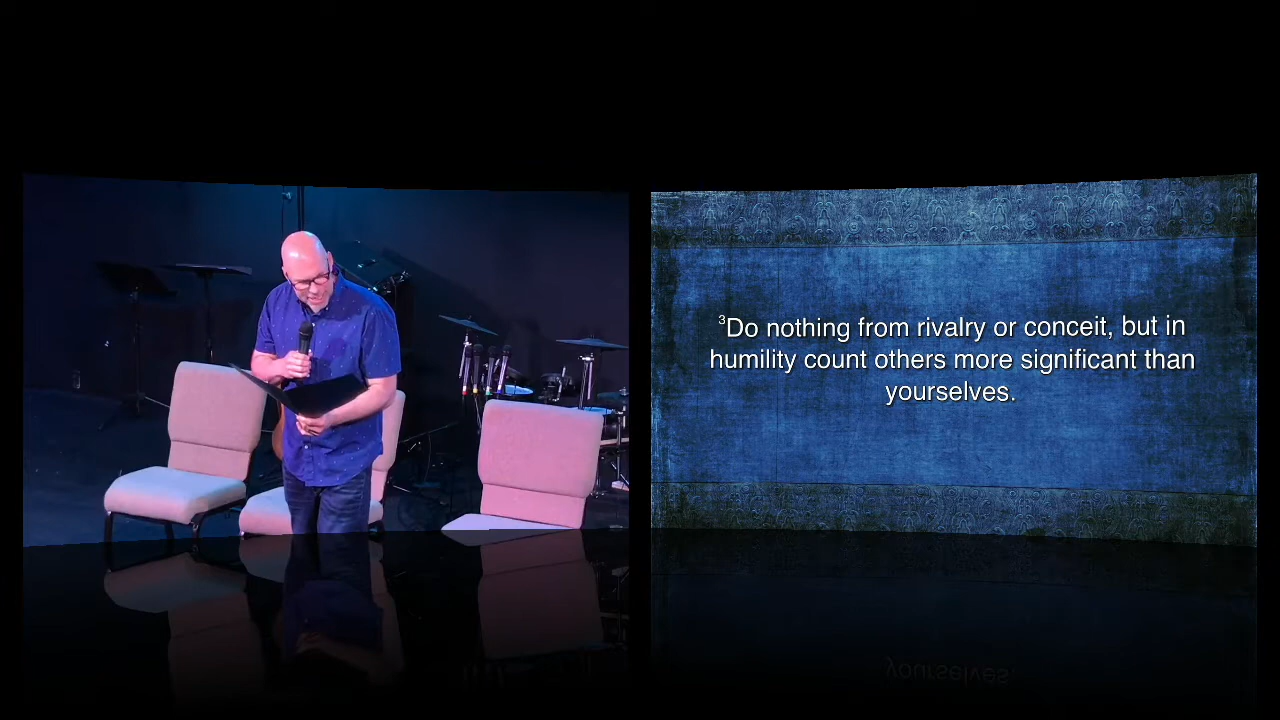 ³Do nothing from rivalry or conceit, but in
humility count others more significant than
yourselves.